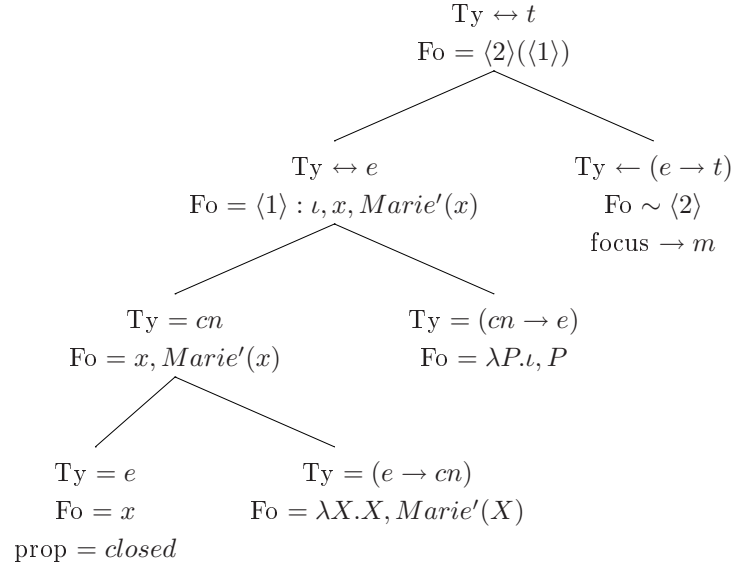 Ty ↔ t
Fo = ⟨2⟩(⟨1⟩)
Ty ↔ e
Ty ← (e → t)
Fo = ⟨1⟩ : ι, x, Marie′(x)
Fo ∼ ⟨2⟩
focus → m
Ty = cn
Ty = (cn → e)
Fo = x, Marie′(x)
Fo = λP.ι, P
Ty = e
Ty = (e → cn)
Fo = x
Fo = λX.X, Marie′(X)
prop = closed